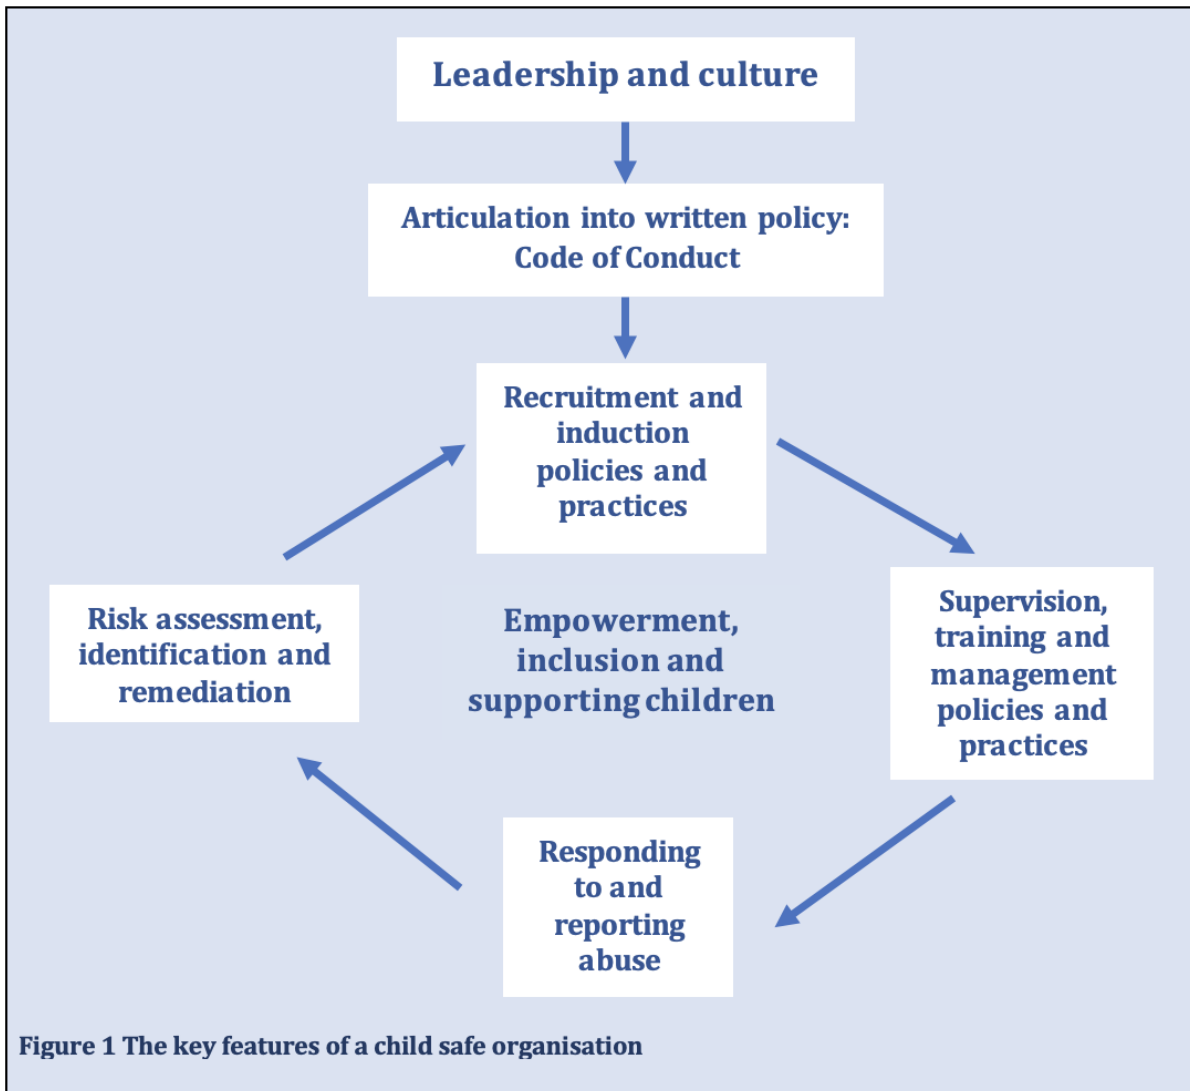 Leadership and culture
Articulation into written policy:
Code of Conduct
Recruitment and
induction
policies and
practices
Risk assessment,
identification and
remediation
Empowerment,
inclusion and
supporting children
Supervision,
training and
management
policies and
practices
Responding
to and
reporting
abuse
Figure 1 The key features of a child safe organisation